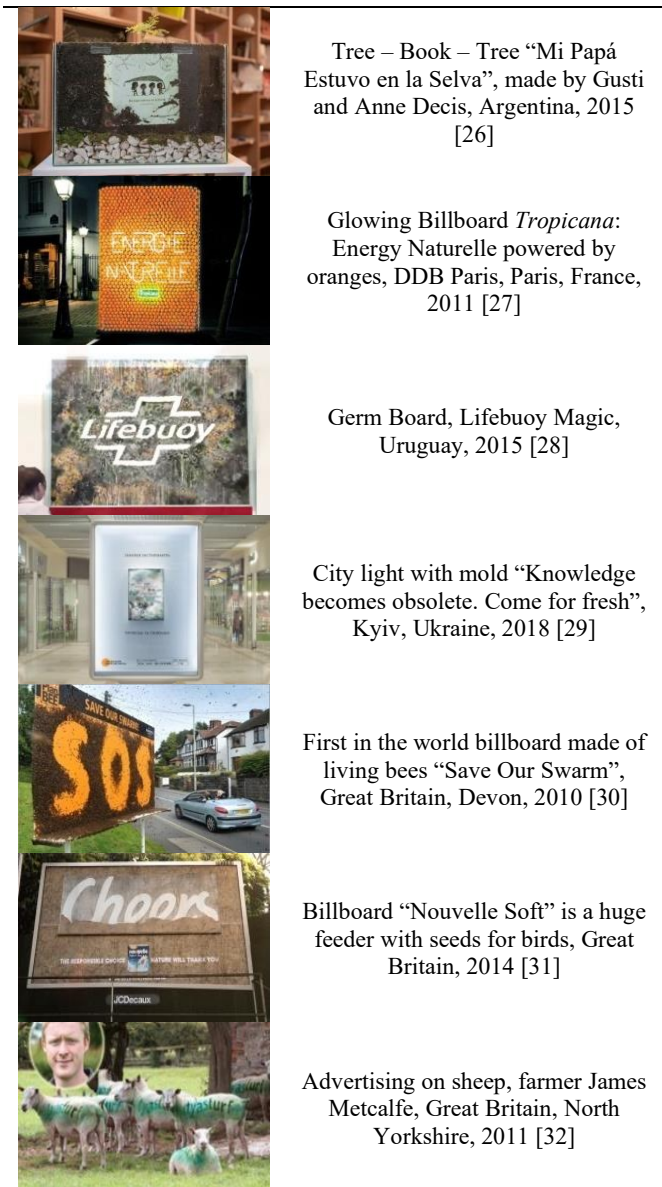 Tree – Book – Tree “Mi Papá
Estuvo en la Selva”, made by Gusti
and Anne Decis, Argentina, 2015
[26]
ENERGIE
NATURELLE
Glowing Billboard Tropicana:
Energy Naturelle powered by
oranges, DDB Paris, Paris, France,
2011 [27]
Lifebuoy
Germ Board, Lifebuoy Magic,
Uruguay, 2015 [28]
City light with mold “Knowledge
becomes obsolete. Come for fresh”,
Kyiv, Ukraine, 2018 [29]
SAVE OUR SWARM!
SOS
First in the world billboard made of
living bees “Save Our Swarm”,
Great Britain, Devon, 2010 [30]
THE RESPONSIBLE CHOICE
NATURE WILL THANK YOU
JCDecaux
Billboard “Nouvelle Soft” is a huge
feeder with seeds for birds, Great
Britain, 2014 [31]
Advertising on sheep, farmer James
Metcalfe, Great Britain, North
Yorkshire, 2011 [32]